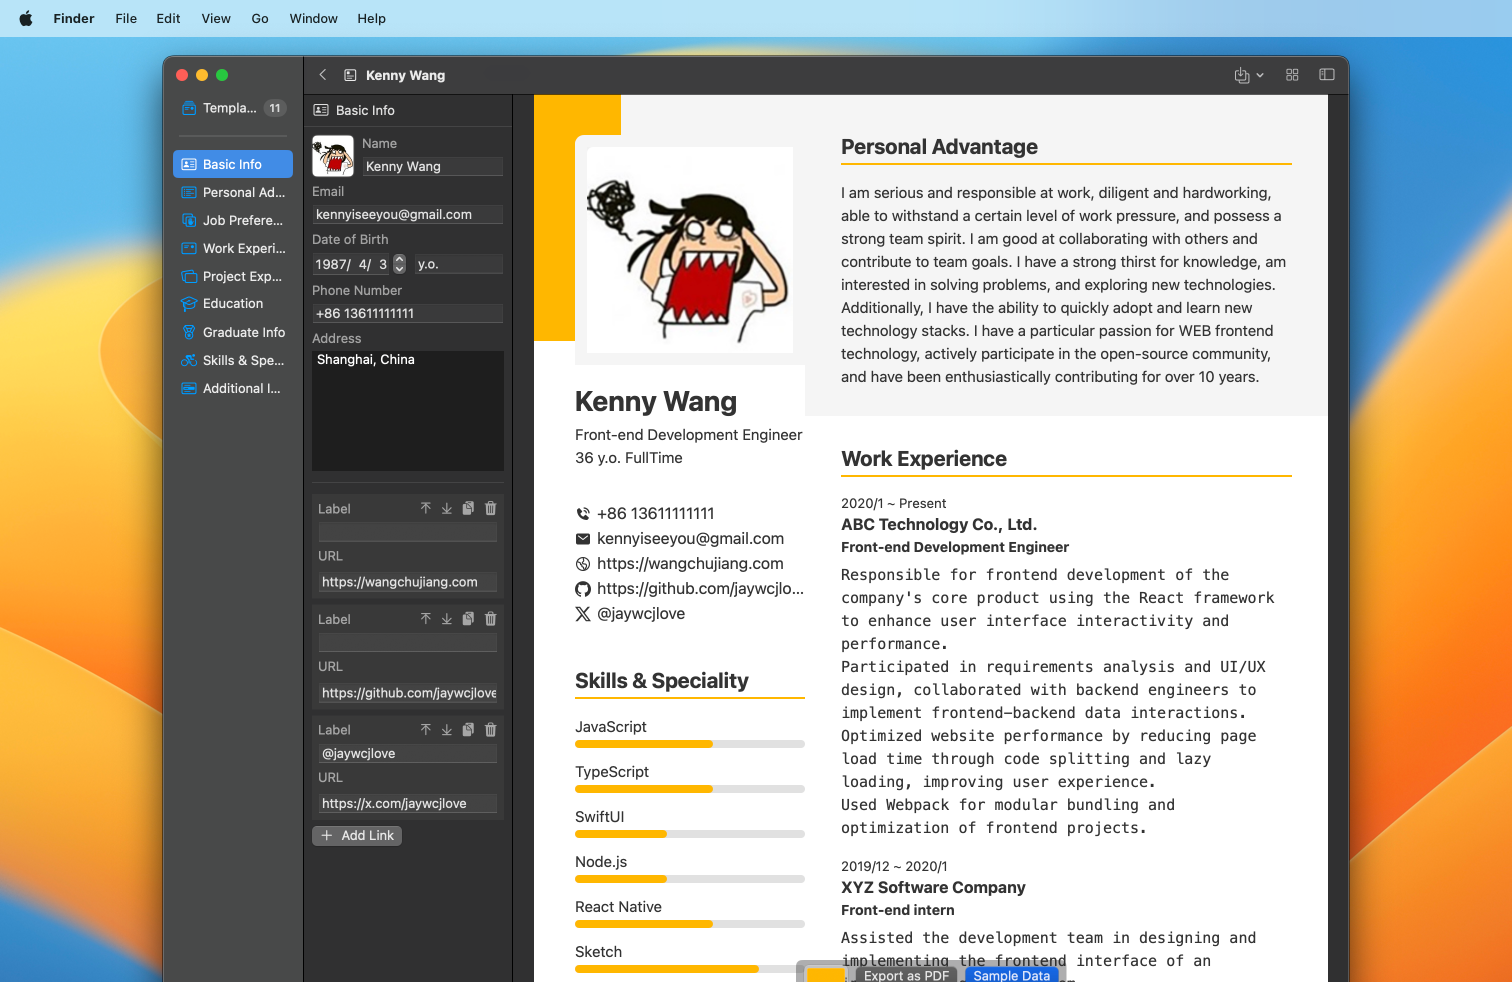 Finder File Edit View Go Window Help
Kenny Wang
Templa... 11
Basic Info
Personal Ad...
Job Prefere...
Work Experi...
Project Exp...
Education
Graduate Info
Skills & Spe...
Additional I...
Basic Info
Name
Kenny Wang
Email
kennyiseeyou@gmail.com
Date of Birth
1987/ 4/ 3 y.o.
Phone Number
+86 13611111111
Address
Shanghai, China
Label
URL
https://wangchujiang.com
Label
URL
https://github.com/jaywcjlove
Label
@jaywcjlove
URL
https://x.com/jaywcjlove
Add Link
Kenny Wang
Front-end Development Engineer
36 y.o. FullTime
+86 13611111111
kennyiseeyou@gmail.com
https://wangchujiang.com
https://github.com/jaywcjlo...
@jaywcjlove
Skills & Speciality
JavaScript
TypeScript
SwiftUI
Node.js
React Native
Sketch
Personal Advantage
I am serious and responsible at work, diligent and hardworking,
able to withstand a certain level of work pressure, and possess a
strong team spirit. I am good at collaborating with others and
contribute to team goals. I have a strong thirst for knowledge, am
interested in solving problems, and exploring new technologies.
Additionally, I have the ability to quickly adopt and learn new
technology stacks. I have a particular passion for WEB frontend
technology, actively participate in the open-source community,
and have been enthusiastically contributing for over 10 years.
Work Experience
2020/1 ~ Present
ABC Technology Co., Ltd.
Front-end Development Engineer
Responsible for frontend development of the
company's core product using the React framework
to enhance user interface interactivity and
performance.
Participated in requirements analysis and UI/UX
design, collaborated with backend engineers to
implement frontend-backend data interactions.
Optimized website performance by reducing page
load time through code splitting and lazy
loading, improving user experience.
Used Webpack for modular bundling and
optimization of frontend projects.
2019/12 ~ 2020/1
XYZ Software Company
Front-end intern
Assisted the development team in designing and
implementing the frontend interface of an
Export as PDF Sample Data